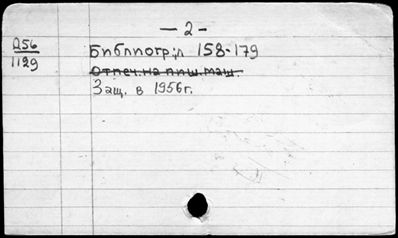 — 2 —
Д56
1129
Библиогр: л 158-179
Отпеч. на пиш. маш.
Защ. в 1956г.